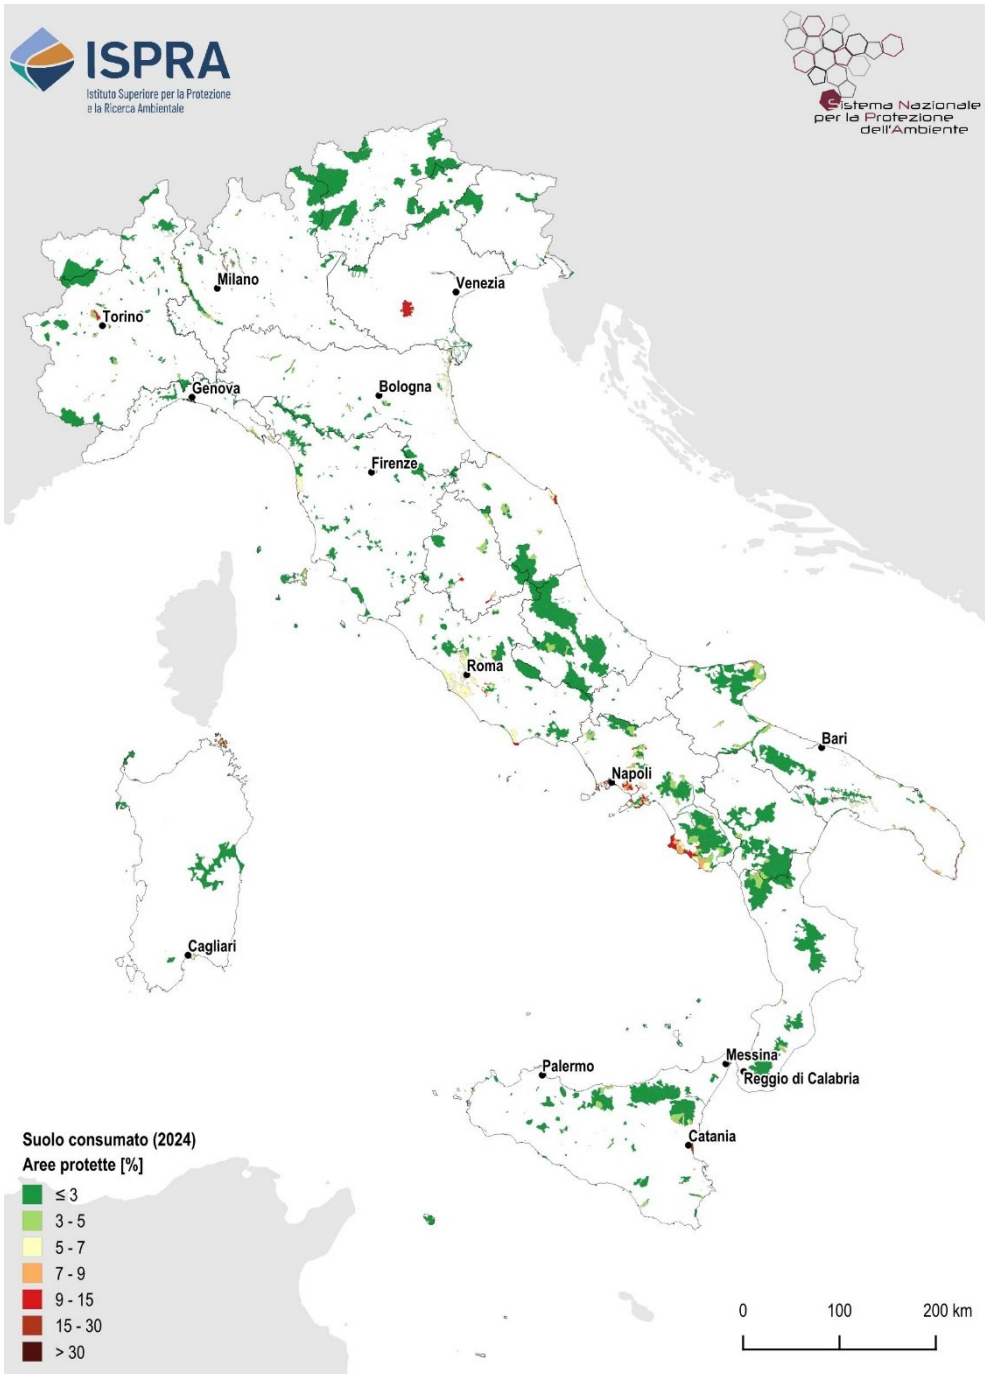 ISPRA
Istituto Superiore per la Protezione
e la Ricerca Ambientale
Sistema Nazionale
per la Protezione
dell'Ambiente
Milano
Venezia
Torino
Genova
Bologna
Firenze
Roma
Bari
Napoli
Cagliari
Messina
Palermo
Reggio di Calabria
Catania
Suolo consumato (2024)
Aree protette [%]
≤ 3
3 - 5
5 - 7
7 - 9
9 - 15
15 - 30
> 30
0 100 200 km